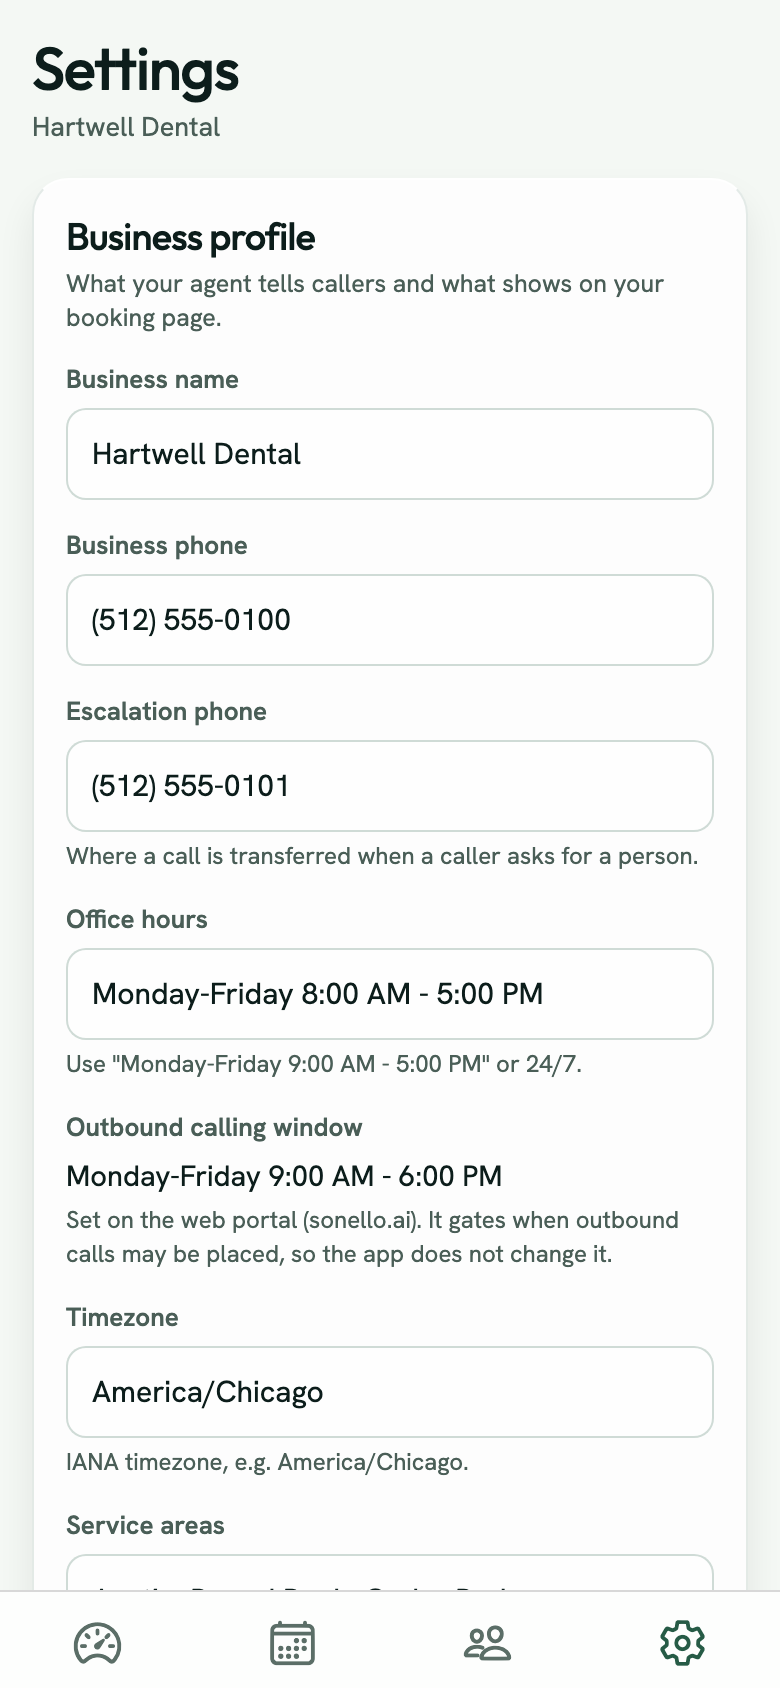 Settings
Hartwell Dental
Business profile
What your agent tells callers and what shows on your
booking page.
Business name
Hartwell Dental
Business phone
(512) 555-0100
Escalation phone
(512) 555-0101
Where a call is transferred when a caller asks for a person.
Office hours
Monday-Friday 8:00 AM - 5:00 PM
Use "Monday-Friday 9:00 AM - 5:00 PM" or 24/7.
Outbound calling window
Monday-Friday 9:00 AM - 6:00 PM
Set on the web portal (sonello.ai). It gates when outbound
calls may be placed, so the app does not change it.
Timezone
America/Chicago
IANA timezone, e.g. America/Chicago.
Service areas